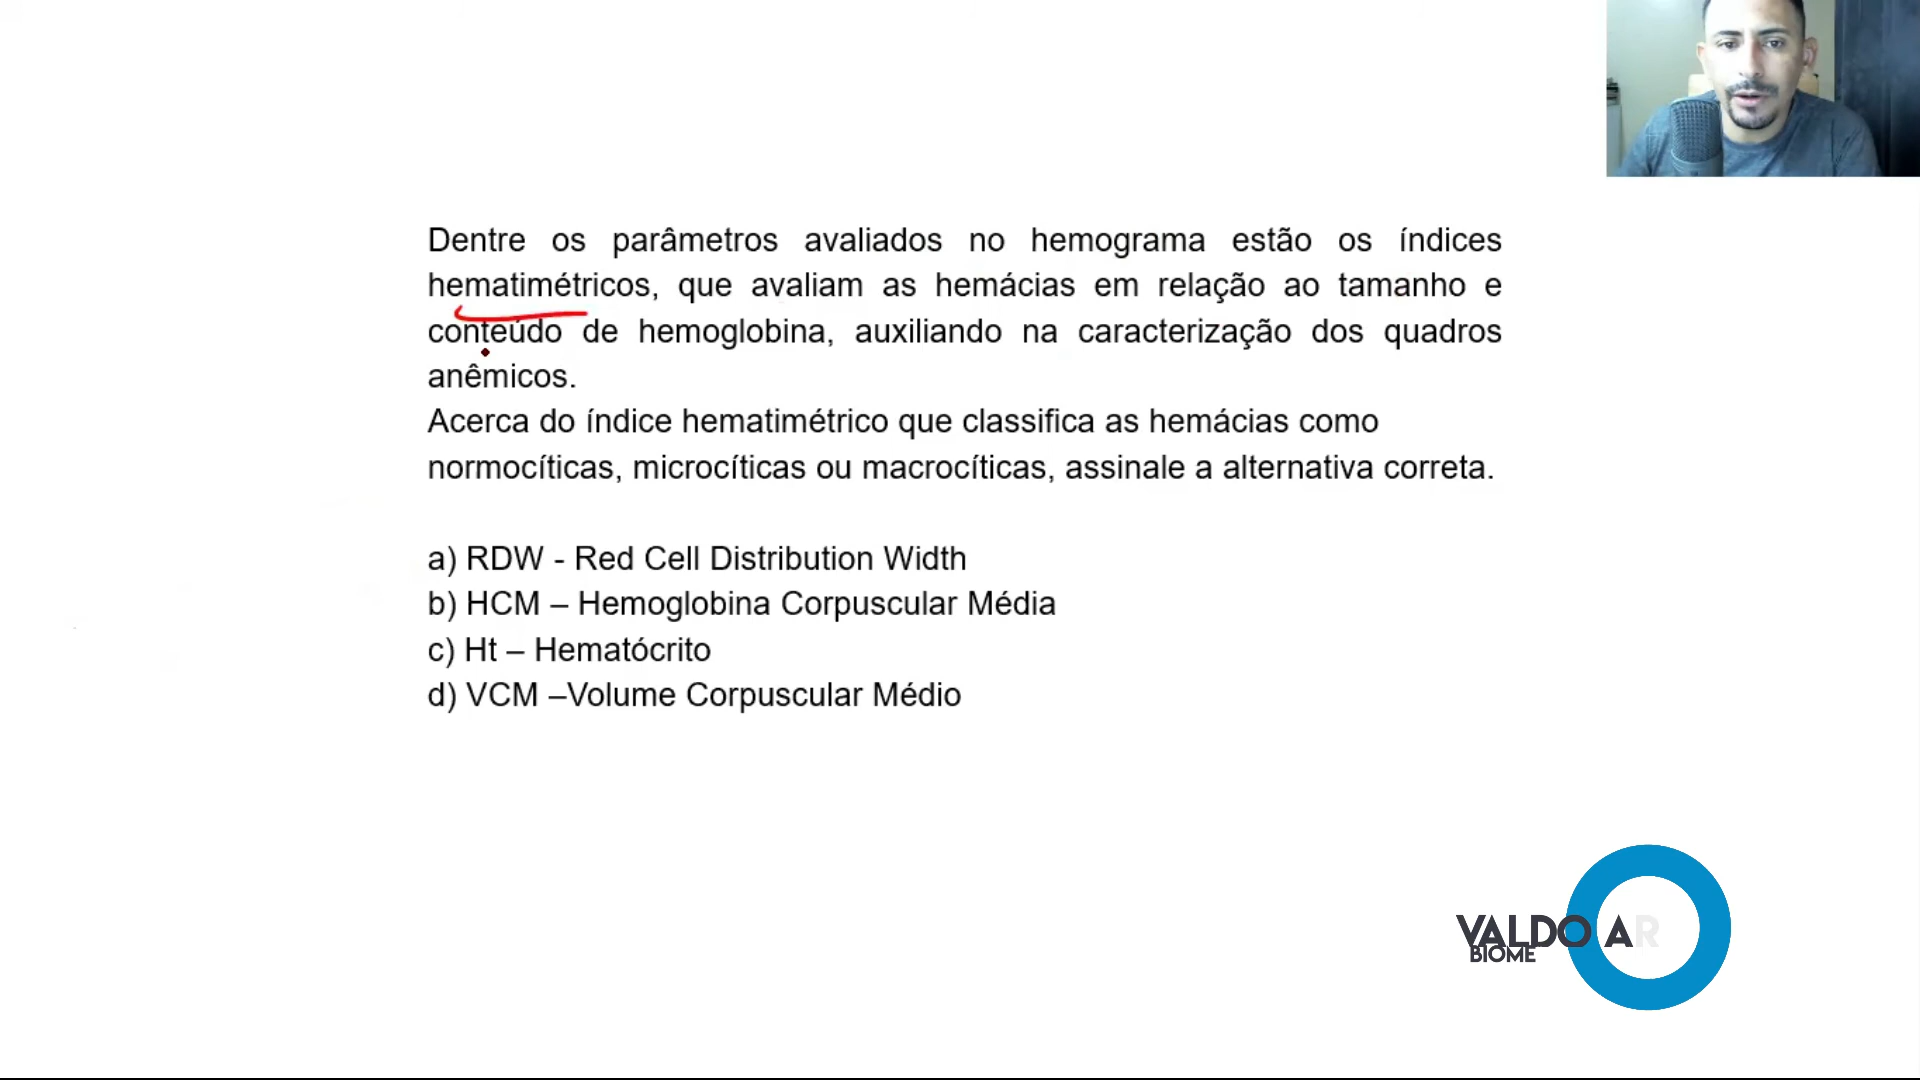 Dentre os parâmetros avaliados no hemograma estão os índices
hematimétricos, que avaliam as hemácias em relação ao tamanho e
conteúdo de hemoglobina, auxiliando na caracterização dos quadros
anêmicos.
Acerca do índice hematimétrico que classifica as hemácias como
normocíticas, microcíticas ou macrocíticas, assinale a alternativa correta.
a) RDW - Red Cell Distribution Width
b) HCM – Hemoglobina Corpuscular Média
c) Ht – Hematócrito
d) VCM –Volume Corpuscular Médio
VALDO AR
BIOME